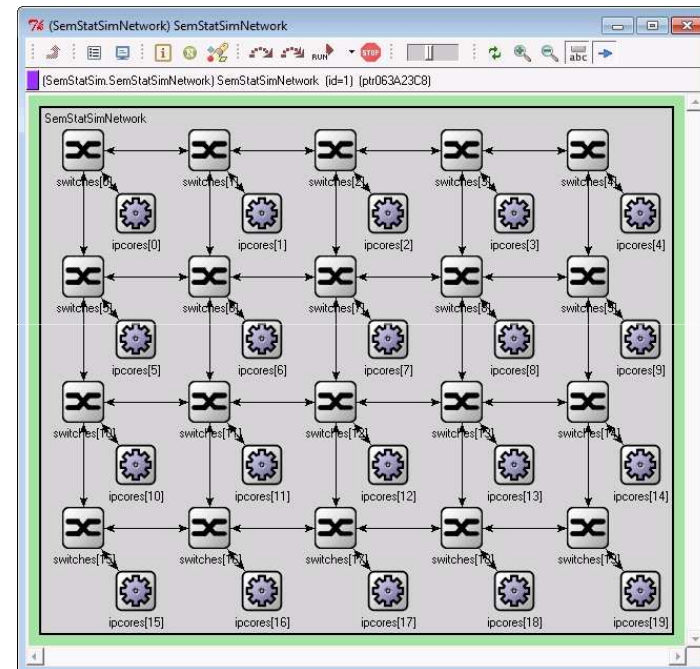 (SemStatSimNetwork) SemStatSimNetwork
RUN
STOP
abc
(SemStatSim.SemStatSimNetwork) SemStatSimNetwork (id=1) (ptr063A23C8)
SemStatSimNetwork
switches[0] switches[1] switches[2] switches[3] switches[4]
ipcores[0] ipcores[1] ipcores[2] ipcores[3] ipcores[4]
switches[5] switches[6] switches[7] switches[8] switches[9]
ipcores[5] ipcores[6] ipcores[7] ipcores[8] ipcores[9]
switches[10] switches[11] switches[12] switches[13] switches[14]
ipcores[10] ipcores[11] ipcores[12] ipcores[13] ipcores[14]
switches[15] switches[16] switches[17] switches[18] switches[19]
ipcores[15] ipcores[16] ipcores[17] ipcores[18] ipcores[19]